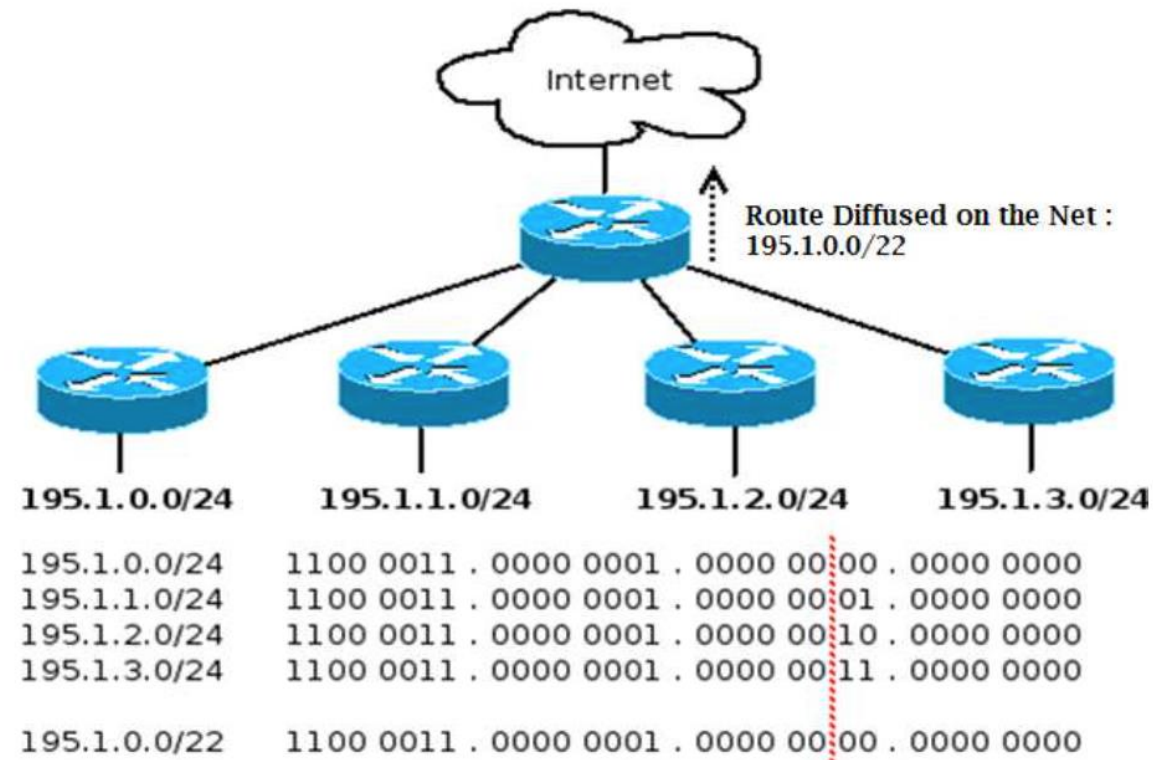 Internet
Route Diffused on the Net :
195.1.0.0/22
195.1.0.0/24 195.1.1.0/24 195.1.2.0/24 195.1.3.0/24
195.1.0.0/24 1100 0011 . 0000 0001 . 0000 00 00 . 0000 0000
195.1.1.0/24 1100 0011 . 0000 0001 . 0000 00 01 . 0000 0000
195.1.2.0/24 1100 0011 . 0000 0001 . 0000 00 10 . 0000 0000
195.1.3.0/24 1100 0011 . 0000 0001 . 0000 00 11 . 0000 0000
195.1.0.0/22 1100 0011 . 0000 0001 . 0000 00 00 . 0000 0000